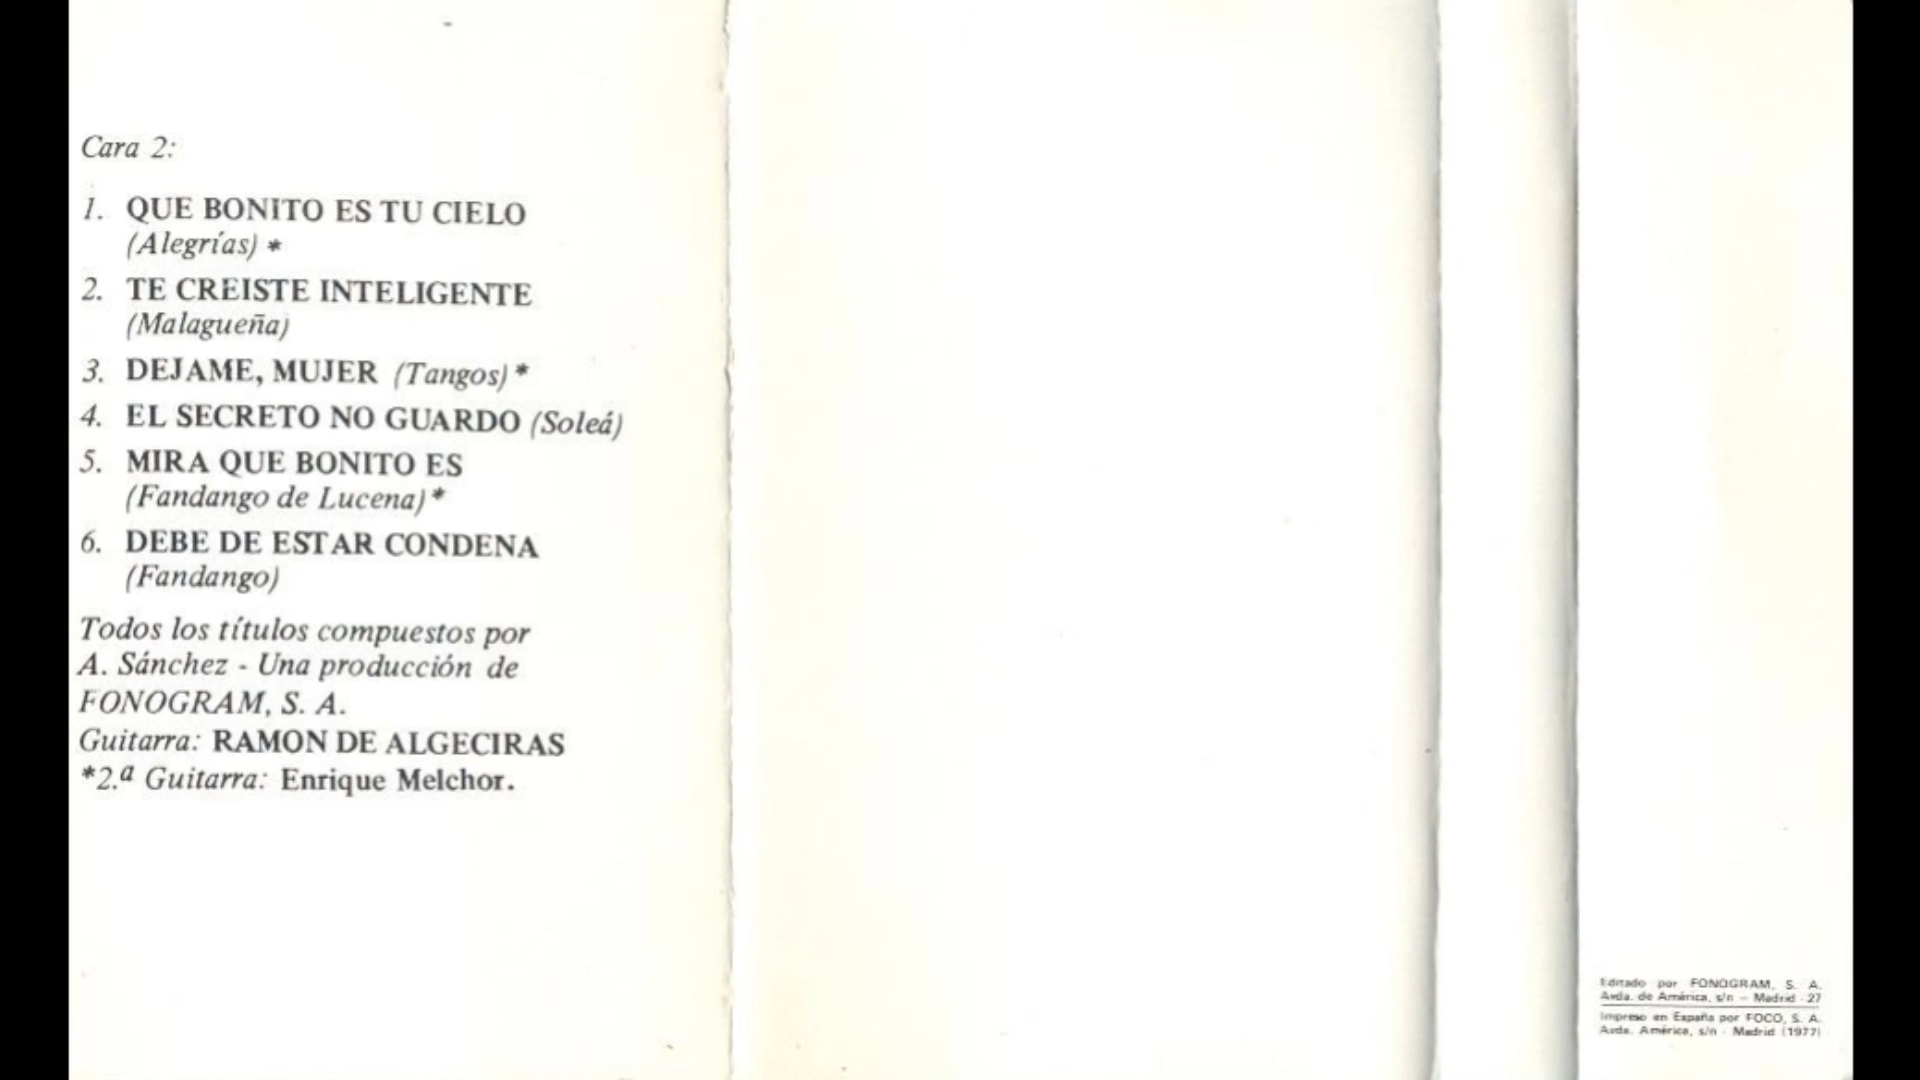 Cara 2:
1. QUE BONITO ES TU CIELO
(Alegrías) *
2. TE CREISTE INTELIGENTE
(Malagueña)
3. DEJAME, MUJER (Tangos) *
4. EL SECRETO NO GUARDO (Soleá)
5. MIRA QUE BONITO ES
(Fandango de Lucena) *
6. DEBE DE ESTAR CONDENA
(Fandango)
Todos los títulos compuestos por
A. Sánchez - Una producción de
FONOGRAM, S. A.
Guitarra: RAMON DE ALGECIRAS
*2.ª Guitarra: Enrique Melchor.
Editado por FONOGRAM, S. A.
Avda. de América, s/n - Madrid - 27
Impreso en España por FOCO, S. A.
Avda. América, s/n - Madrid (1977)